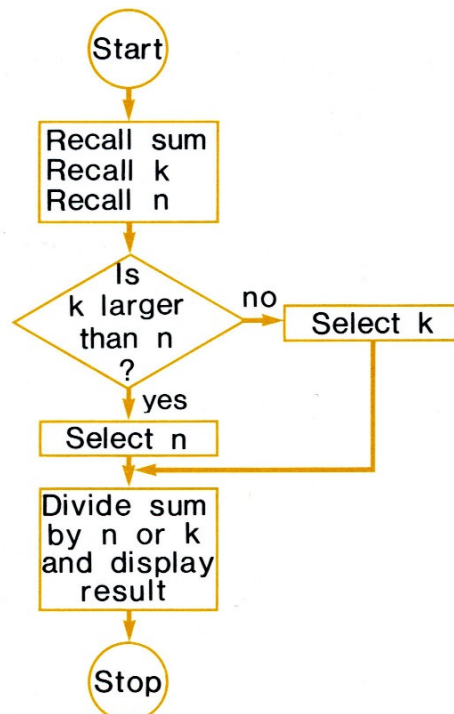 Start
Recall sum
Recall k
Recall n
Is
k larger
than n
?
no
Select k
yes
Select n
Divide sum
by n or k
and display
result
Stop